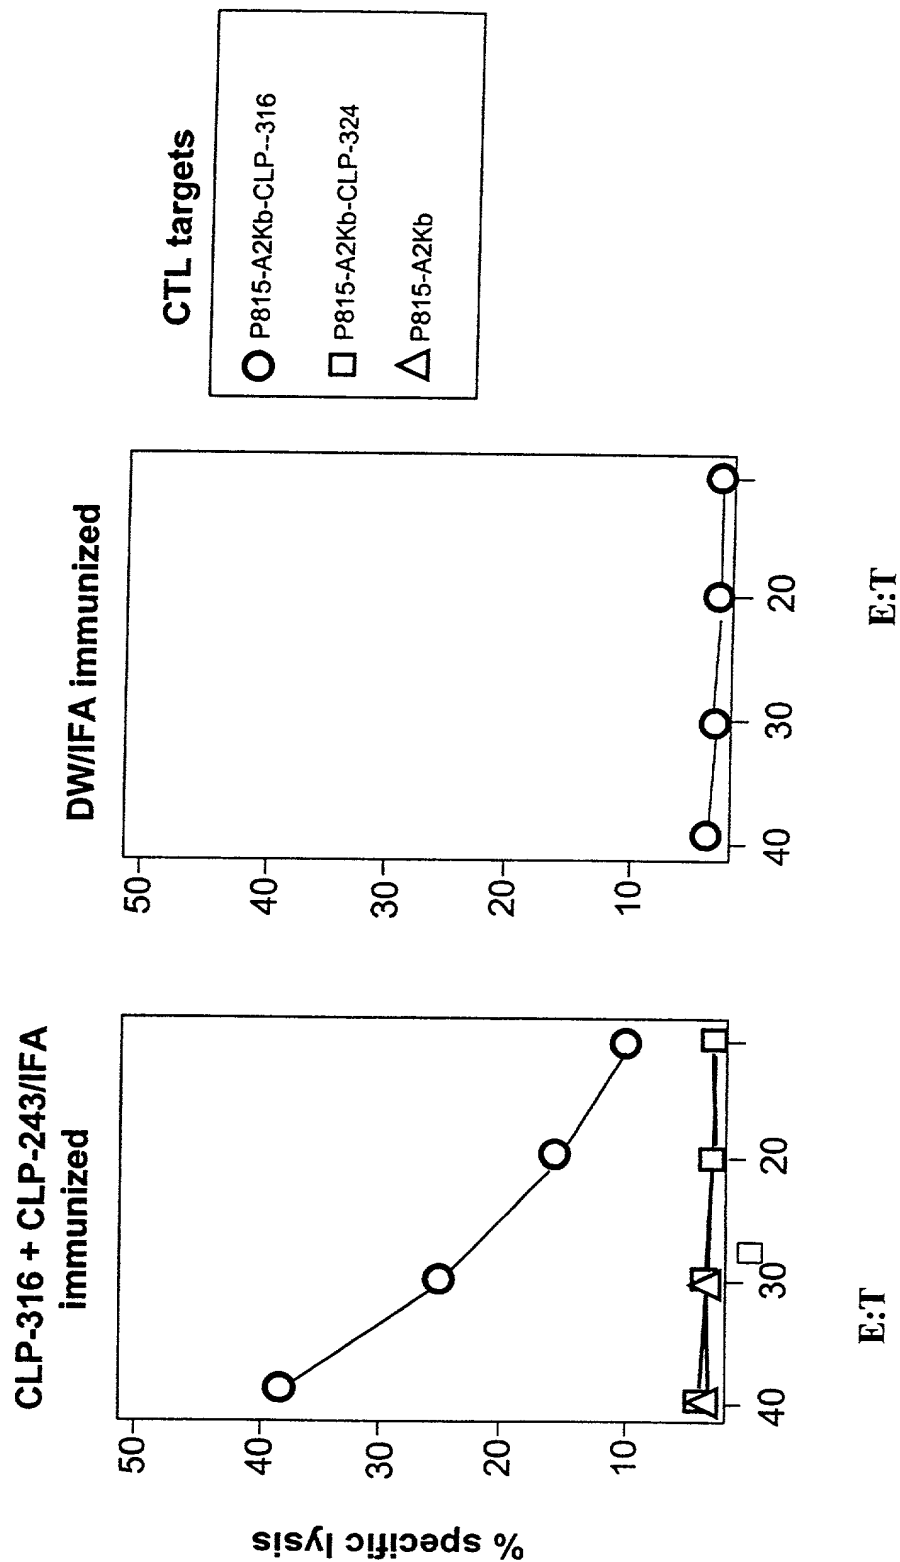 CLP-316 + CLP-243/IFA
immunized
% specific lysis
50
40
30
20
10
40
30
20
E:T
DW/IFA immunized
50
40
30
20
10
40
30
20
E:T
CTL targets
P815-A2Kb-CLP--316
P815-A2Kb-CLP-324
P815-A2Kb